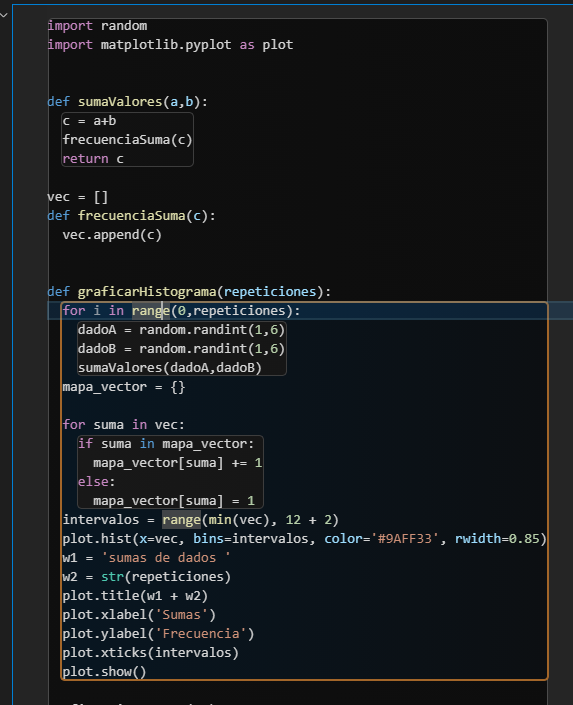 import random
import matplotlib.pyplot as plot
def sumaValores(a,b):
c = a+b
frecuenciaSuma(c)
return c
vec = []
def frecuenciaSuma(c):
vec.append(c)
def graficarHistograma(repeticiones):
for i in range(0,repeticiones):
dadoA = random.randint(1,6)
dadoB = random.randint(1,6)
sumaValores(dadoA,dadoB)
mapa_vector = {}
for suma in vec:
if suma in mapa_vector:
mapa_vector[suma] += 1
else:
mapa_vector[suma] = 1
intervalos = range(min(vec), 12 + 2)
plot.hist(x=vec, bins=intervalos, color='#9AFF33', rwidth=0.85)
w1 = 'sumas de dados '
w2 = str(repeticiones)
plot.title(w1 + w2)
plot.xlabel('Sumas')
plot.ylabel('Frecuencia')
plot.xticks(intervalos)
plot.show()